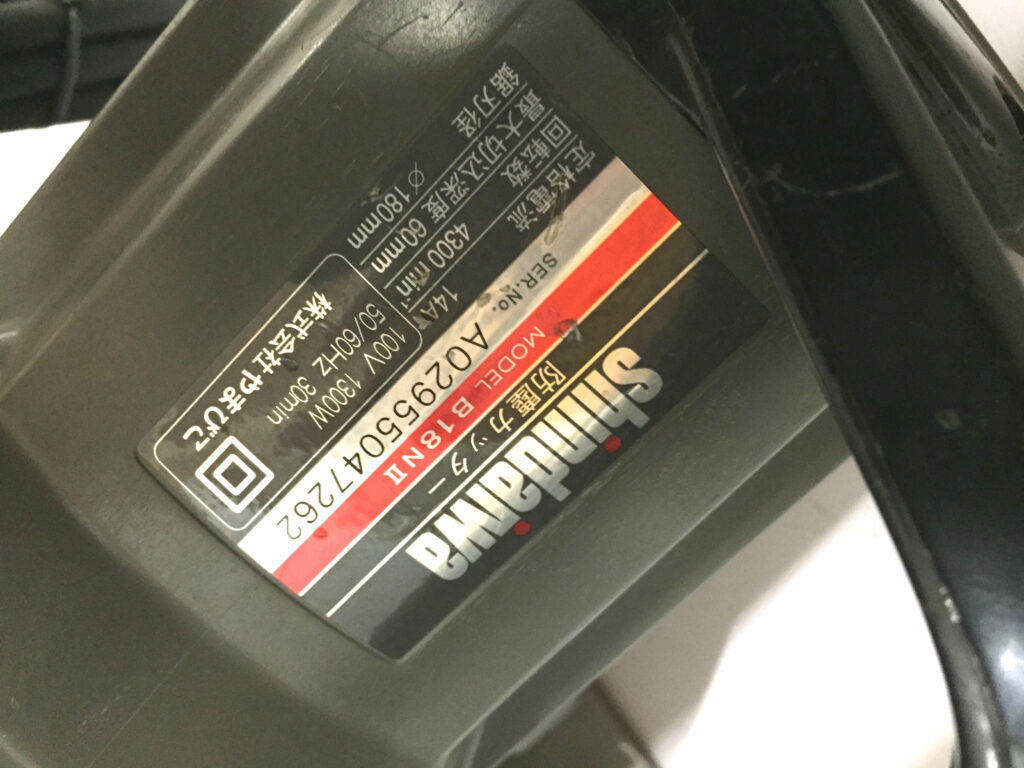 shindaiwa
防塵カッター
MODEL B18NⅡ
SER.No. A029550047262
定格電流 14A 100V 1300W
回転数 4300 min⁻¹ 50/60Hz 30min
最大切込深度 60mm
鋸刃径 ø 180mm
株式会社やまびこ